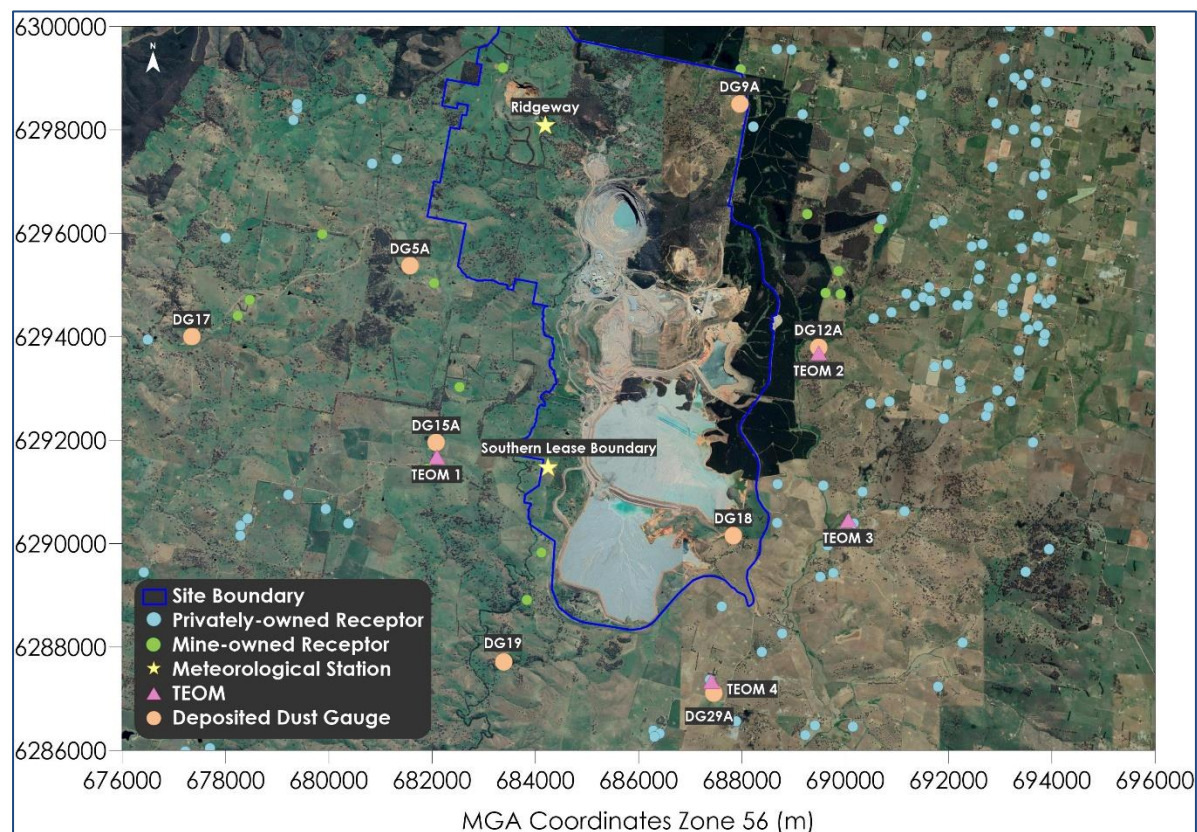 6300000
6298000
6296000
6294000
6292000
6290000
6288000
6286000
N
Ridgeway
DG9A
DG5A
DG17
DG12A
TEOM 2
DG15A
TEOM 1
Southern Lease Boundary
DG18
TEOM 3
DG19
TEOM 4
DG29A
Site Boundary
Privately-owned Receptor
Mine-owned Receptor
Meteorological Station
TEOM
Deposited Dust Gauge
676000 678000 680000 682000 684000 686000 688000 690000 692000 694000 696000
MGA Coordinates Zone 56 (m)